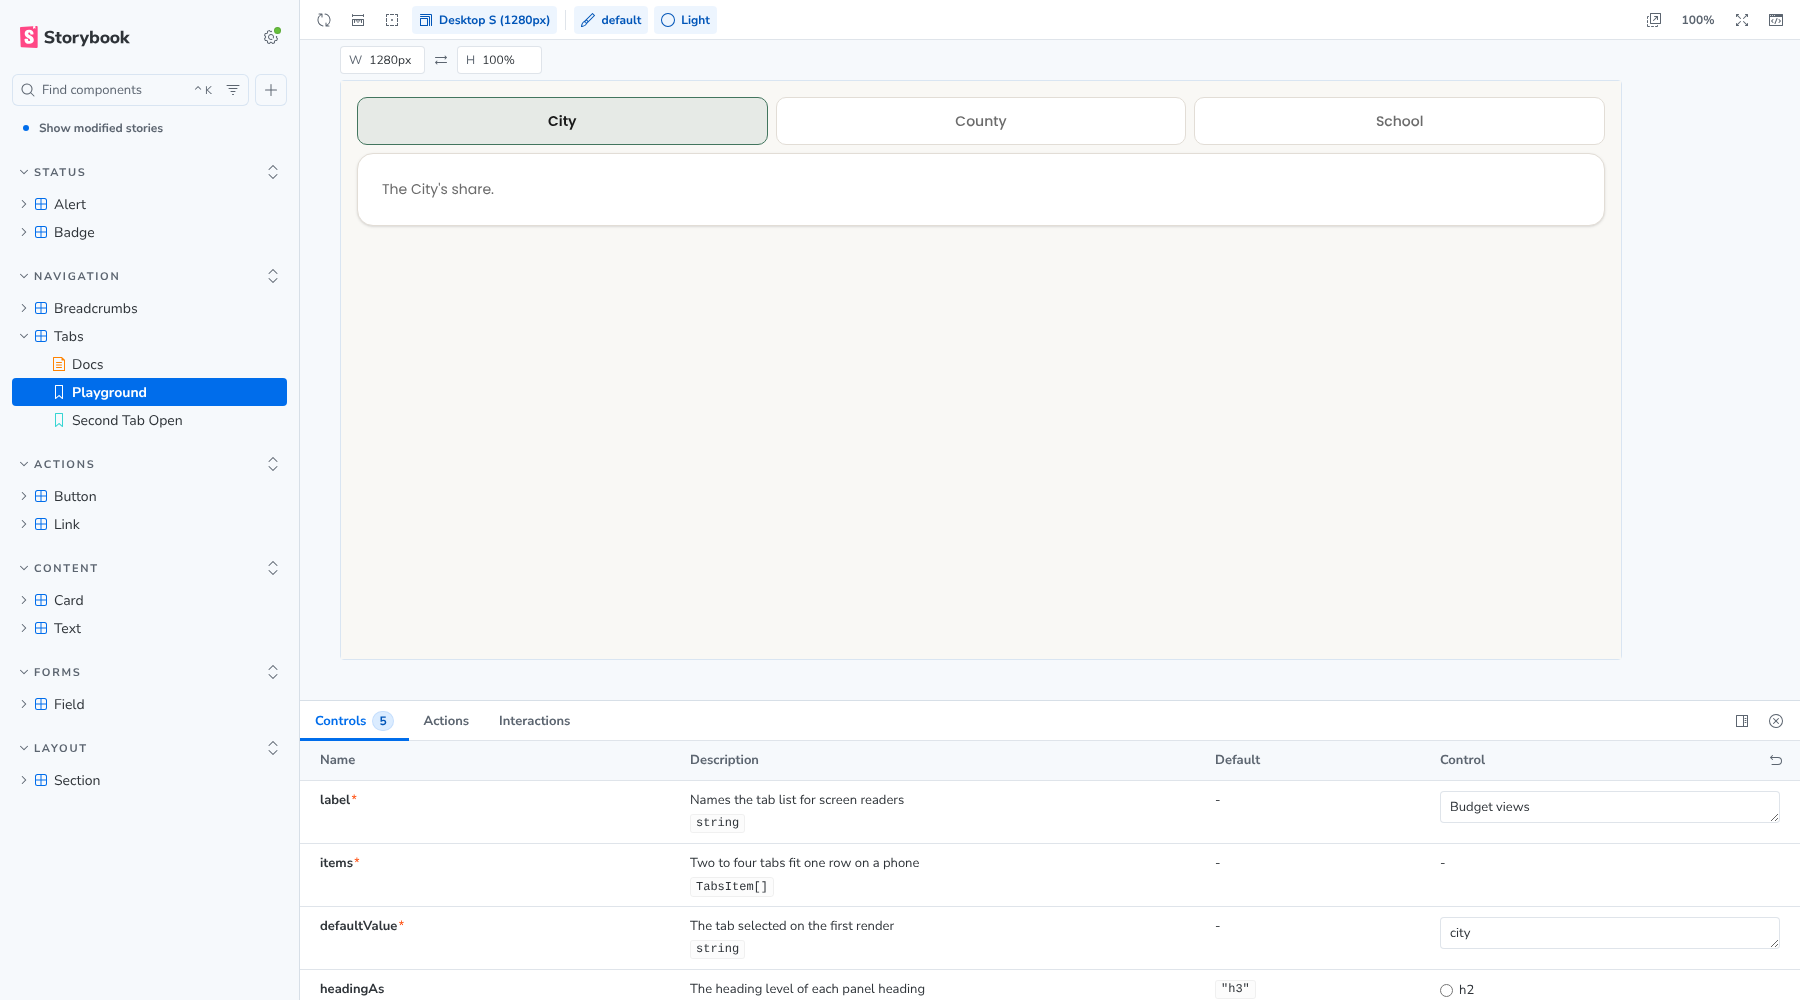 Storybook
Find components
^ K
Show modified stories
STATUS
Alert
Badge
NAVIGATION
Breadcrumbs
Tabs
Docs
Playground
Second Tab Open
ACTIONS
Button
Link
CONTENT
Card
Text
FORMS
Field
LAYOUT
Section
Desktop S (1280px)
default
Light
100%
W 1280px
H 100%
City
County
School
The City's share.
Controls 5
Actions
Interactions
Name Description Default Control
label* Names the tab list for screen readers - Budget views
string
items* Two to four tabs fit one row on a phone - -
TabsItem[]
defaultValue* The tab selected on the first render - city
string
headingAs The heading level of each panel heading "h3" h2